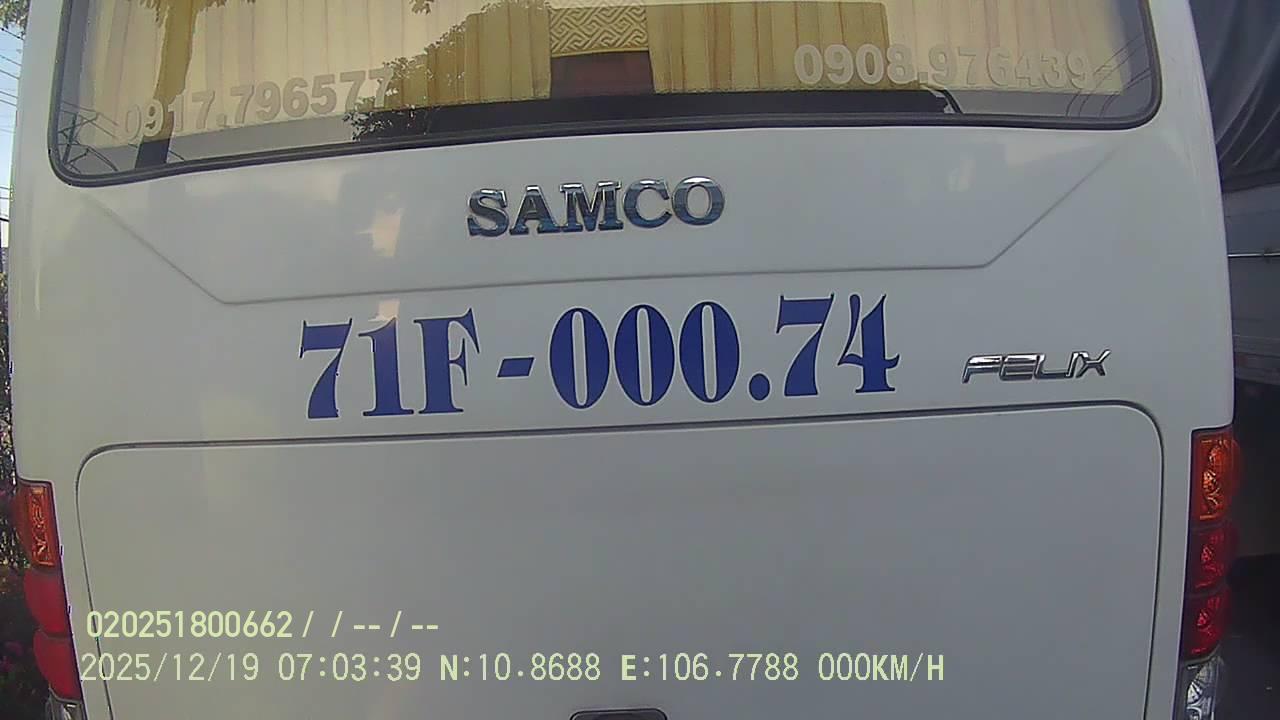 0917.796577
0908.976439
SAMCO
71F-000.74
FELIX
020251800662 / / -- / --
2025/12/19 07:03:39 N:10.8688 E:106.7788 000KM/H